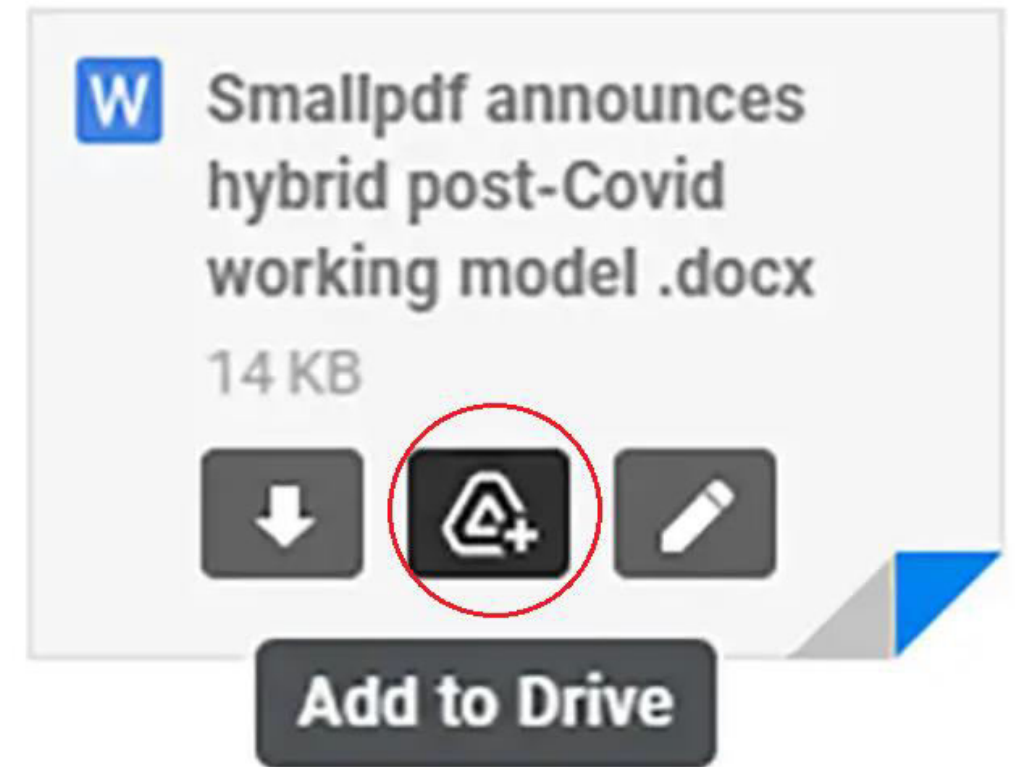 W
Smallpdf announces
hybrid post-Covid
working model .docx
14 KB
Add to Drive